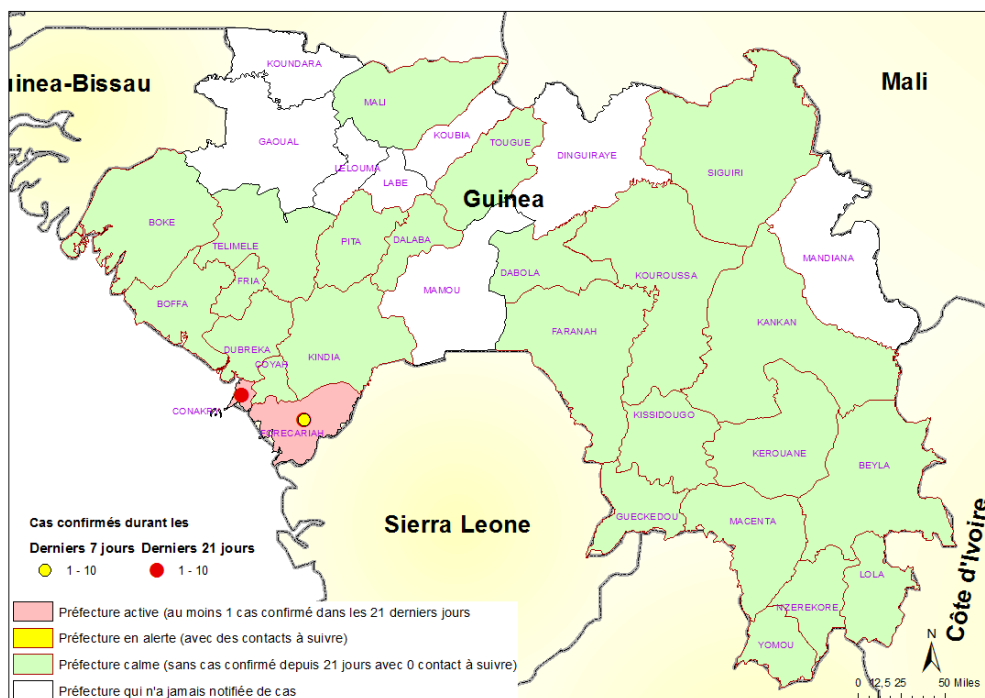 KOUNDARA
uinea-Bissau
MALI
Mali
GAOUAL
KOUBIA
TOUGUE
LELOUMA
DINGUIRAYE
LABE
SIGUIRI
Guinea
BOKE
TELIMELE
PITA
DALABA
MANDIANA
DABOLA
KOUROUSSA
FRIA
MAMOU
BOFFA
KANKAN
FARANAH
DUBREKA
KINDIA
COYAH
CONAKRY
KISSIDOUGO
FORECARIAH
KEROUANE
BEYLA
GUECKEDOU
MACENTA
Sierra Leone
Côte d'Ivoire
LOLA
N'ZEREKORE
YOMOU
Cas confirmés durant les
Derniers 7 jours Derniers 21 jours
1 - 10 1 - 10
Préfecture active (au moins 1 cas confirmé dans les 21 derniers jours
Préfecture en alerte (avec des contacts à suivre)
Préfecture calme (sans cas confirmé depuis 21 jours avec 0 contact à suivre)
Préfecture qui n'a jamais notifiée de cas
N
0 12,5 25 50 Miles